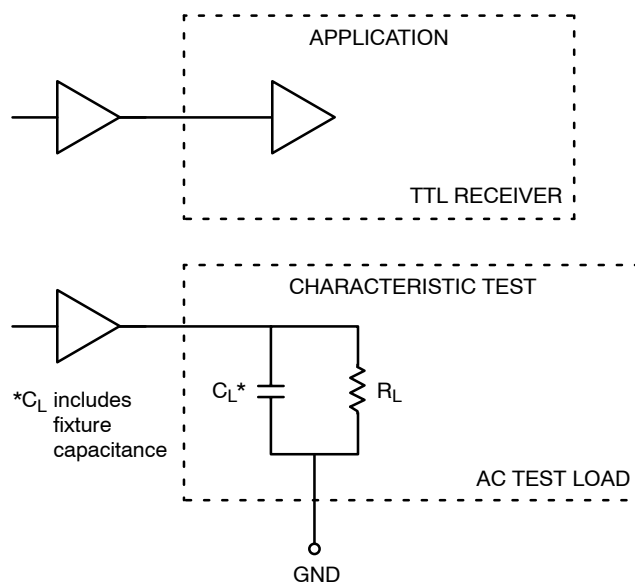 APPLICATION
TTL RECEIVER
CHARACTERISTIC TEST
*CL includes
fixture
capacitance
CL*
RL
AC TEST LOAD
GND